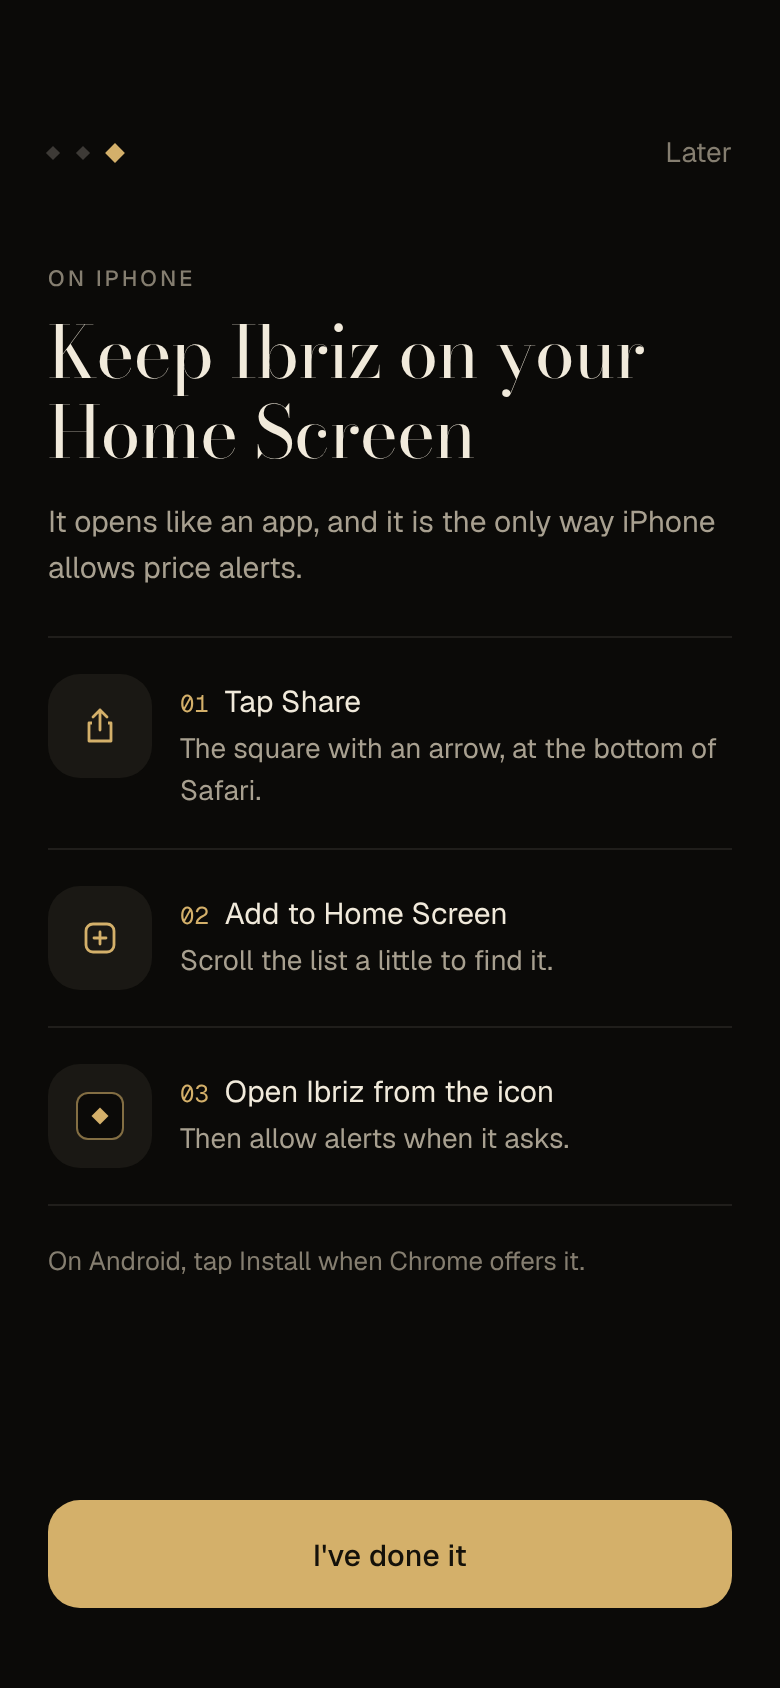 Later
ON IPHONE
Keep Ibriz on your
Home Screen
It opens like an app, and it is the only way iPhone
allows price alerts.
01 Tap Share
The square with an arrow, at the bottom of
Safari.
02 Add to Home Screen
Scroll the list a little to find it.
03 Open Ibriz from the icon
Then allow alerts when it asks.
On Android, tap Install when Chrome offers it.
I've done it